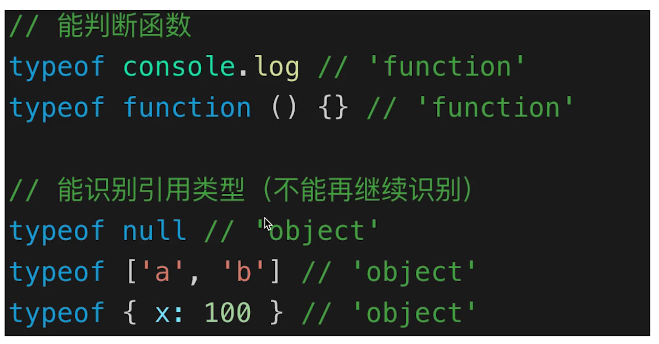 // 能判断函数
typeof console.log // 'function'
typeof function () {} // 'function'
// 能识别引用类型（不能再继续识别）
typeof null // 'object'
typeof ['a', 'b'] // 'object'
typeof { x: 100 } // 'object'